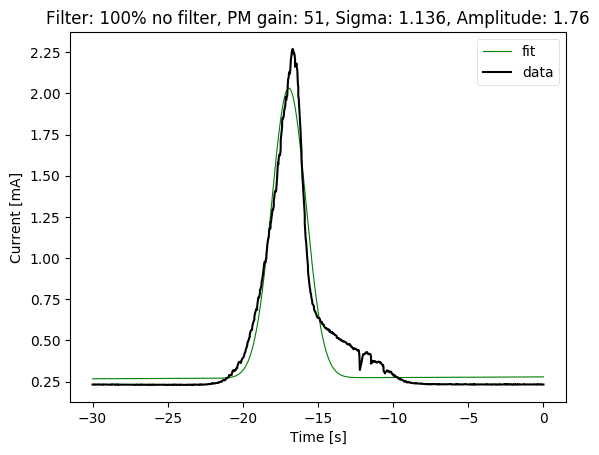 Filter: 100% no filter, PM gain: 51, Sigma: 1.136, Amplitude: 1.76
fit
data
2.25
2.00
1.75
1.50
1.25
1.00
0.75
0.50
0.25
Current [mA]
−30 −25 −20 −15 −10 −5 0
Time [s]